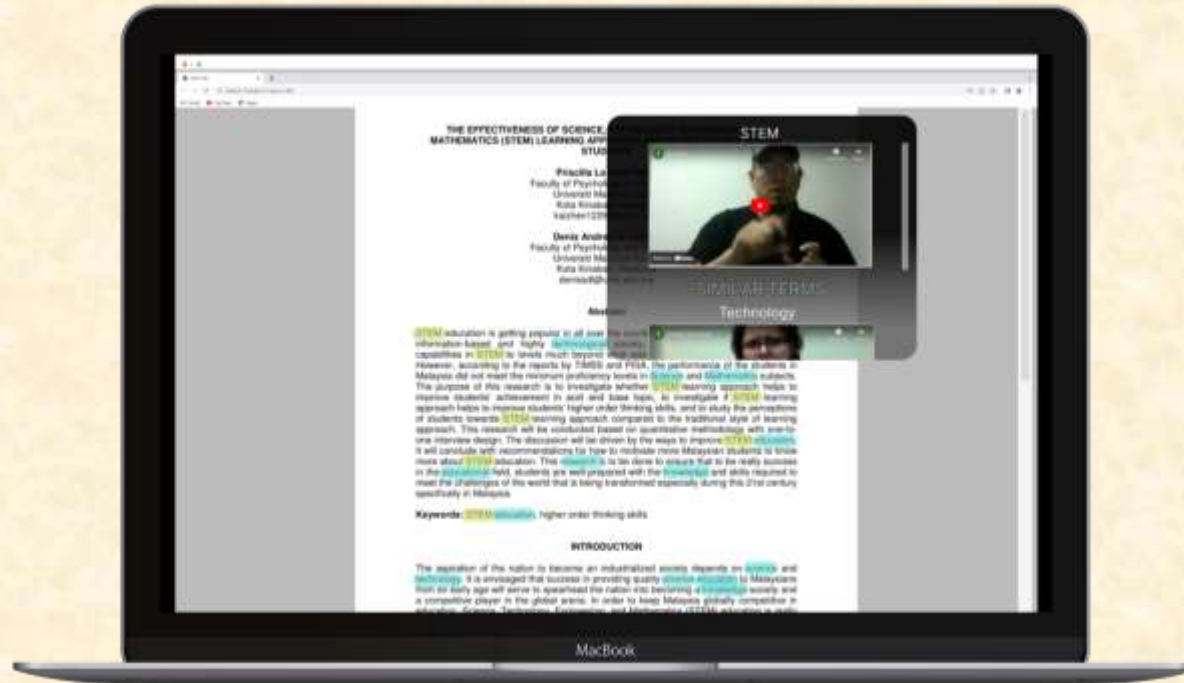 THE EFFECTIVENESS OF SCIENCE,
MATHEMATICS (STEM) LEARNING
Priscilla
Faculty of
Universiti
Kota
Denis
Faculty of
Universiti
Kota
STEM
SIMILAR TERMS
Technology
STEM education is getting popular in all over the
information-based and highly technological
capabilities in STEM to levels much beyond what
However, according to the reports by TIMSS and PISA, the performance of the students in
Malaysia did not meet the minimum proficiency levels in Science and Mathematics subjects.
The purpose of this research is to investigate whether STEM learning approach helps to
improve students' achievement in acid and base topic, to investigate if STEM learning
approach helps to improve students' higher order thinking skills, and to study the perceptions
of students towards STEM learning approach compared to the traditional style of learning
approach. This research will be conducted based on quantitative methodology with one-to-
one interview design. The discussion will be driven by the ways to improve STEM education.
It will conclude with recommendations for how to motivate more Malaysian students to know
more about STEM education. This research is to be done to ensure that to be really success
in the educational field, students are well prepared with the knowledge and skills required to
meet the challenges of the world that is being transformed especially during this 21st century
specifically in Malaysia.
Keywords: STEM education, higher order thinking skills
INTRODUCTION
The aspiration of the nation to become an industrialized society depends on science and
technology. It is envisaged that success in providing quality science education to Malaysians
from an early age will serve to spearhead the nation into becoming a knowledge society and
a competitive player in the global arena. In order to keep Malaysia globally competitive in
education, Science, Technology, Engineering, and Mathematics (STEM) education is really
MacBook